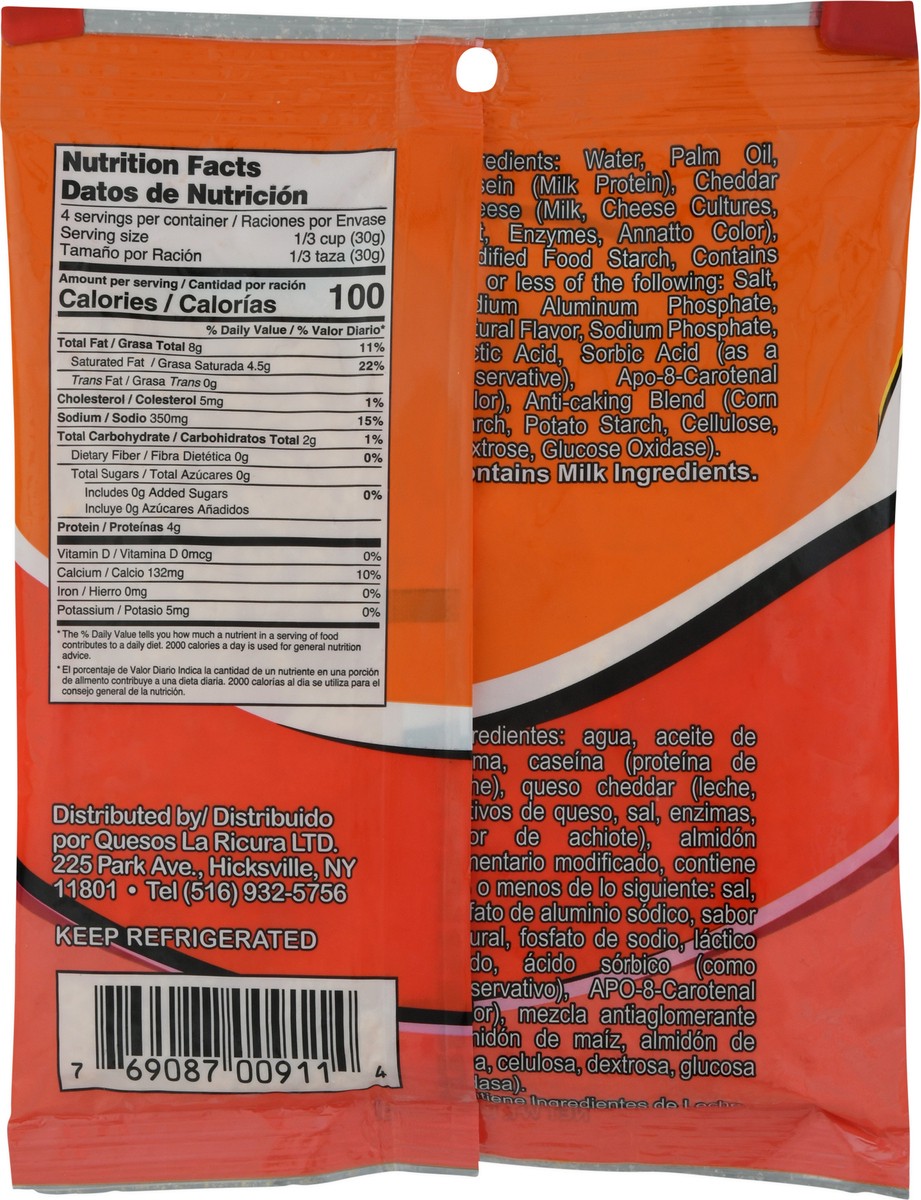 Nutrition Facts
Datos de Nutrición
4 servings per container / Raciones por Envase
Serving size 1/3 cup (30g)
Tamaño por Ración 1/3 taza (30g)
Amount per serving / Cantidad por ración
Calories / Calorías 100
% Daily Value / % Valor Diario*
Total Fat / Grasa Total 8g 11%
Saturated Fat / Grasa Saturada 4.5g 22%
Trans Fat / Grasa Trans 0g
Cholesterol / Colesterol 5mg 1%
Sodium / Sodio 350mg 15%
Total Carbohydrate / Carbohidratos Total 2g 1%
Dietary Fiber / Fibra Dietética 0g 0%
Total Sugars / Total Azúcares 0g
Includes 0g Added Sugars 0%
Incluye 0g Azúcares Añadidos
Protein / Proteínas 4g
Vitamin D / Vitamina D 0mcg 0%
Calcium / Calcio 132mg 10%
Iron / Hierro 0mg 0%
Potassium / Potasio 5mg 0%
* The % Daily Value tells you how much a nutrient in a serving of food
contributes to a daily diet. 2000 calories a day is used for general nutrition
advice.
* El porcentaje de Valor Diario Indica la cantidad de un nutriente en una porción
de allmento contribuye a una dieta diaria. 2000 calorías al dia se utiliza para el
consejo general de la nutrición.
Distributed by/ Distribuido
por Quesos La Ricura LTD.
225 Park Ave., Hicksville, NY
11801 • Tel (516) 932-5756
KEEP REFRIGERATED
7 69087 00911 4
redients: Water, Palm Oil,
sein (Milk Protein), Cheddar
eese (Milk, Cheese Cultures,
t, Enzymes, Annatto Color),
dified Food Starch, Contains
or less of the following: Salt,
dium Aluminum Phosphate,
tural Flavor, Sodium Phosphate,
ctic Acid, Sorbic Acid (as a
servative), Apo-8-Carotenal
lor), Anti-caking Blend (Corn
rch, Potato Starch, Cellulose,
xtrose, Glucose Oxidase).
ontains Milk Ingredients.
redientes: agua, aceite de
ma, caseína (proteína de
he), queso cheddar (leche,
ivos de queso, sal, enzimas,
or de achiote), almidón
mentario modificado, contiene
o menos de lo siguiente: sal,
fato de aluminio sódico, sabor
ural, fosfato de sodio, láctico
do, ácido sórbico (como
servativo), APO-8-Carotenal
or), mezcla antiaglomerante
midón de maíz, almidón de
a, celulosa, dextrosa, glucosa
dasa).
tiene Ingredientes de Leche